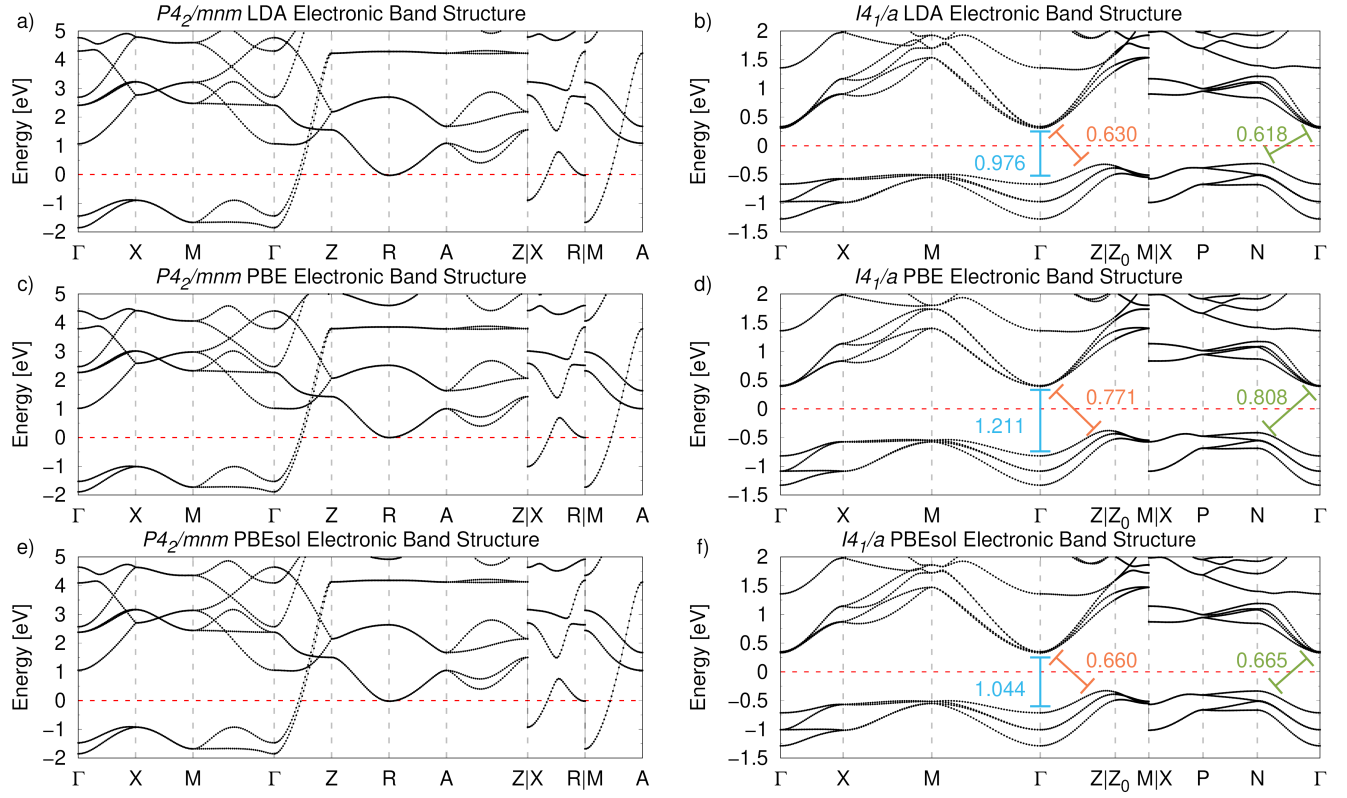 a)
P4₂/mnm LDA Electronic Band Structure
Energy [eV]
5
4
3
2
1
0
−1
−2
Γ X M Γ Z R A Z|X R|M A
b)
I4₁/a LDA Electronic Band Structure
Energy [eV]
2
1.5
1
0.5
0
−0.5
−1
−1.5
0.976
0.630
0.618
Γ X M Γ Z|Z₀ M|X P N Γ
c)
P4₂/mnm PBE Electronic Band Structure
Energy [eV]
5
4
3
2
1
0
−1
−2
Γ X M Γ Z R A Z|X R|M A
d)
I4₁/a PBE Electronic Band Structure
Energy [eV]
2
1.5
1
0.5
0
−0.5
−1
−1.5
1.211
0.771
0.808
Γ X M Γ Z|Z₀ M|X P N Γ
e)
P4₂/mnm PBEsol Electronic Band Structure
Energy [eV]
5
4
3
2
1
0
−1
−2
Γ X M Γ Z R A Z|X R|M A
f)
I4₁/a PBEsol Electronic Band Structure
Energy [eV]
2
1.5
1
0.5
0
−0.5
−1
−1.5
1.044
0.660
0.665
Γ X M Γ Z|Z₀ M|X P N Γ